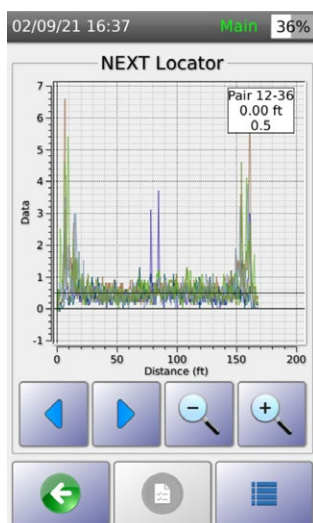 02/09/21 16:37 Main 36%
NEXT Locator
Pair 12-36
0.00 ft
0.5
7
6
5
4
3
2
1
0
-1
Data
0 50 100 150 200
Distance (ft)